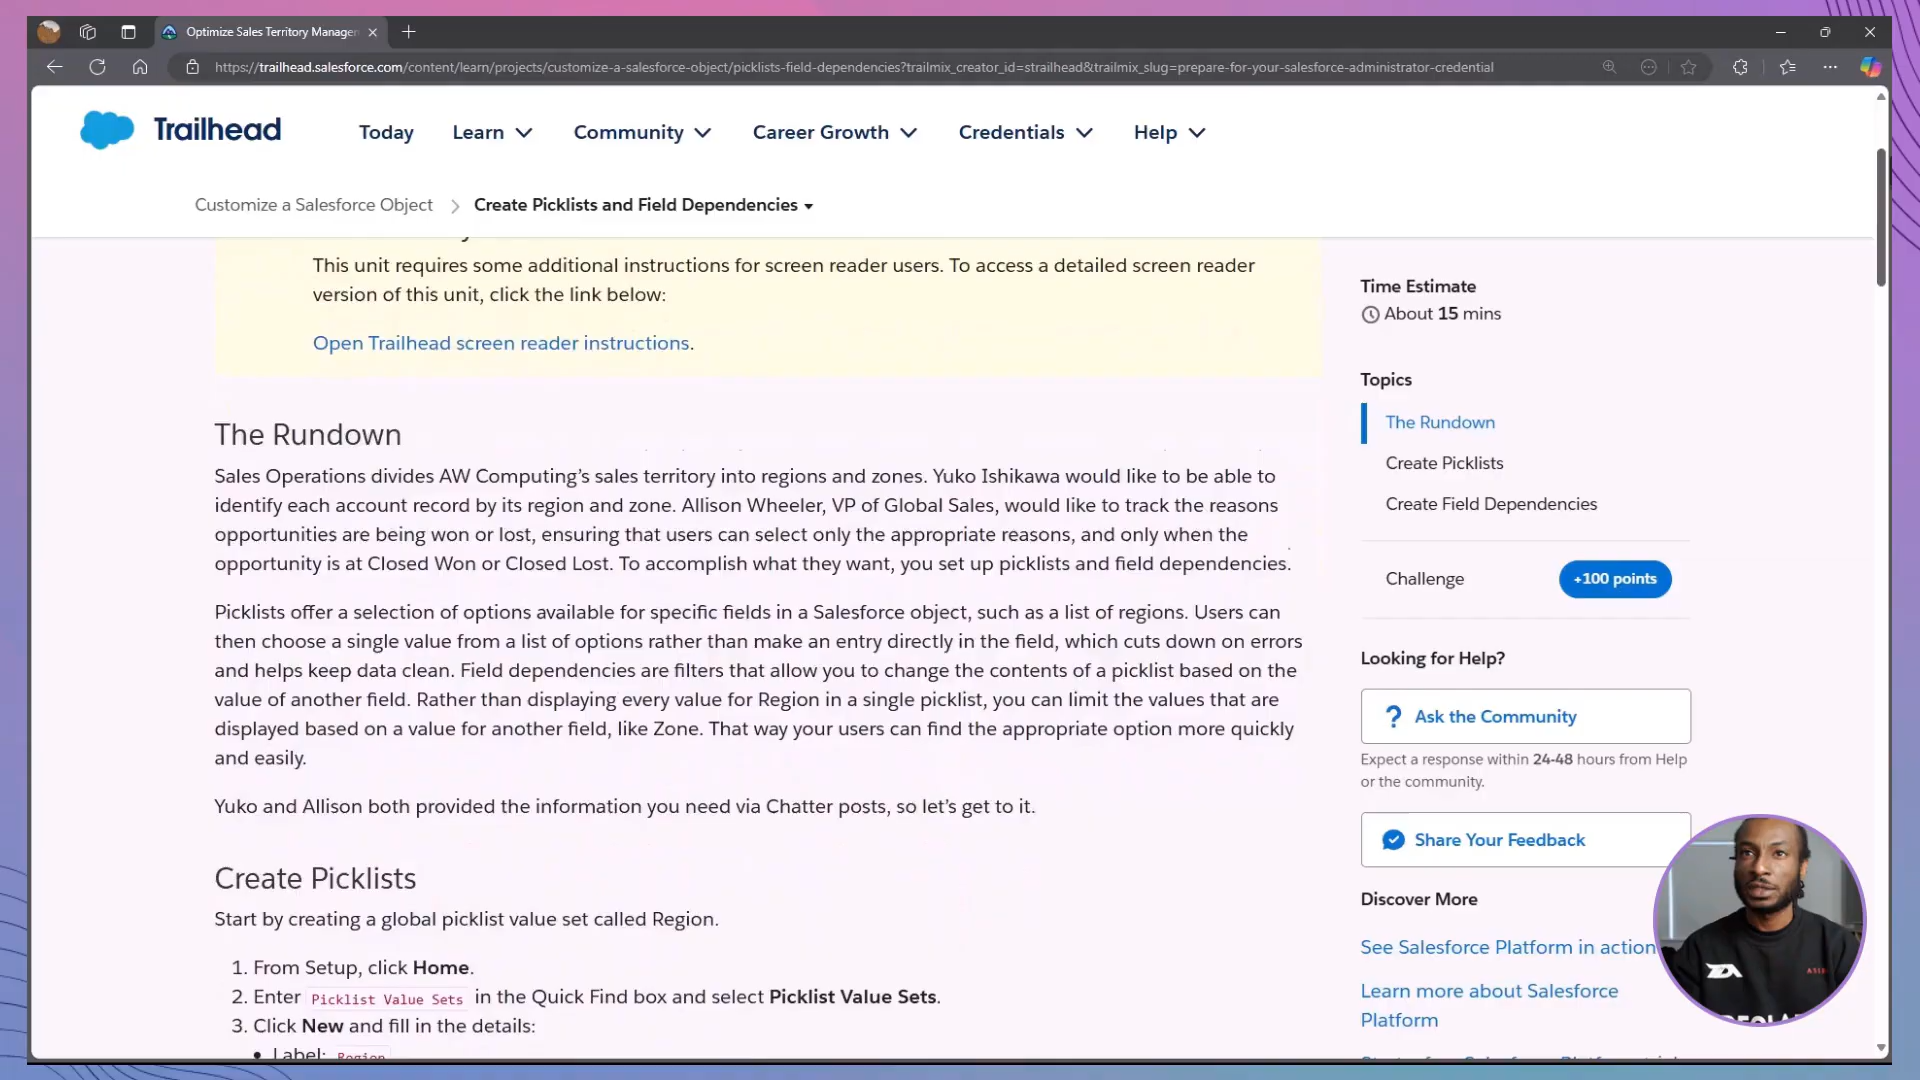 Optimize Sales Territory Manager
https://trailhead.salesforce.com/content/learn/projects/customize-a-salesforce-object/picklists-field-dependencies?trailmix_creator_id=strailhead&trailmix_slug=prepare-for-your-salesforce-administrator-credential
Trailhead
Today
Learn
Community
Career Growth
Credentials
Help
Customize a Salesforce Object
Create Picklists and Field Dependencies
This unit requires some additional instructions for screen reader users. To access a detailed screen reader
version of this unit, click the link below:
Open Trailhead screen reader instructions.
The Rundown
Sales Operations divides AW Computing’s sales territory into regions and zones. Yuko Ishikawa would like to be able to
identify each account record by its region and zone. Allison Wheeler, VP of Global Sales, would like to track the reasons
opportunities are being won or lost, ensuring that users can select only the appropriate reasons, and only when the
opportunity is at Closed Won or Closed Lost. To accomplish what they want, you set up picklists and field dependencies.
Picklists offer a selection of options available for specific fields in a Salesforce object, such as a list of regions. Users can
then choose a single value from a list of options rather than make an entry directly in the field, which cuts down on errors
and helps keep data clean. Field dependencies are filters that allow you to change the contents of a picklist based on the
value of another field. Rather than displaying every value for Region in a single picklist, you can limit the values that are
displayed based on a value for another field, like Zone. That way your users can find the appropriate option more quickly
and easily.
Yuko and Allison both provided the information you need via Chatter posts, so let’s get to it.
Create Picklists
Start by creating a global picklist value set called Region.
1. From Setup, click Home.
2. Enter Picklist Value Sets in the Quick Find box and select Picklist Value Sets.
3. Click New and fill in the details:
• Label: Region
Time Estimate
About 15 mins
Topics
The Rundown
Create Picklists
Create Field Dependencies
Challenge
+100 points
Looking for Help?
? Ask the Community
Expect a response within 24-48 hours from Help
or the community.
Share Your Feedback
Discover More
See Salesforce Platform in action
Learn more about Salesforce
Platform